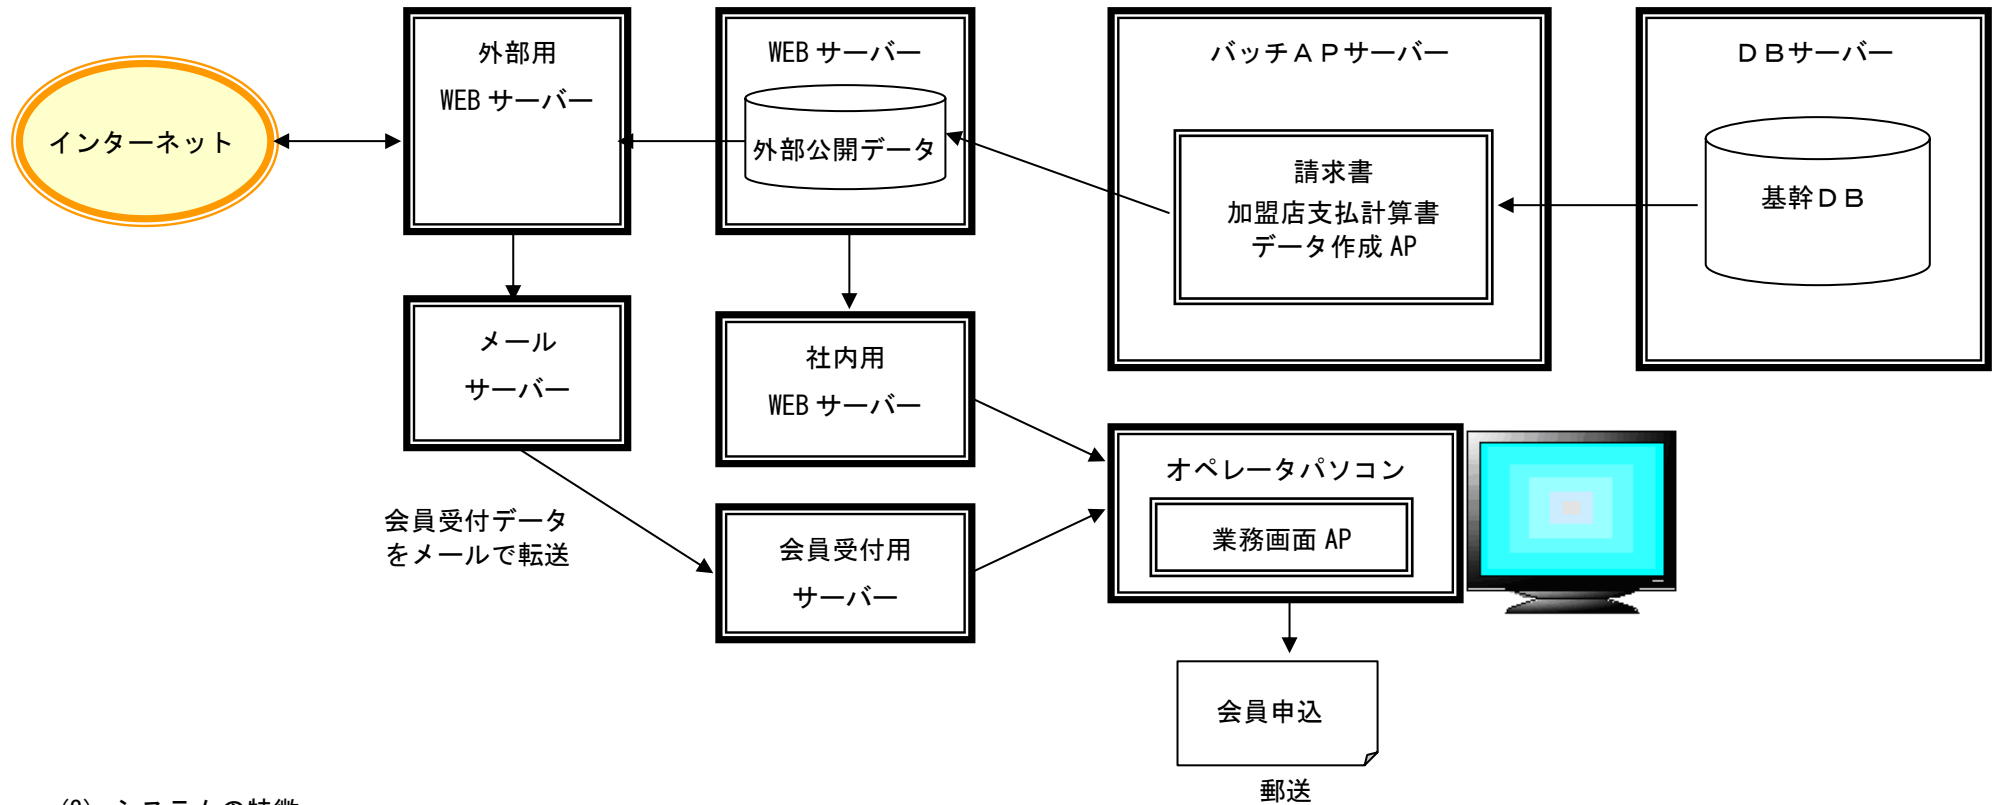 インターネット
外部用
WEB サーバー
WEB サーバー
外部公開データ
バッチＡＰサーバー
請求書
加盟店支払計算書
データ作成 AP
ＤＢサーバー
基幹ＤＢ
メール
サーバー
社内用
WEB サーバー
会員受付データ
をメールで転送
会員受付用
サーバー
オペレータパソコン
業務画面 AP
会員申込
郵送